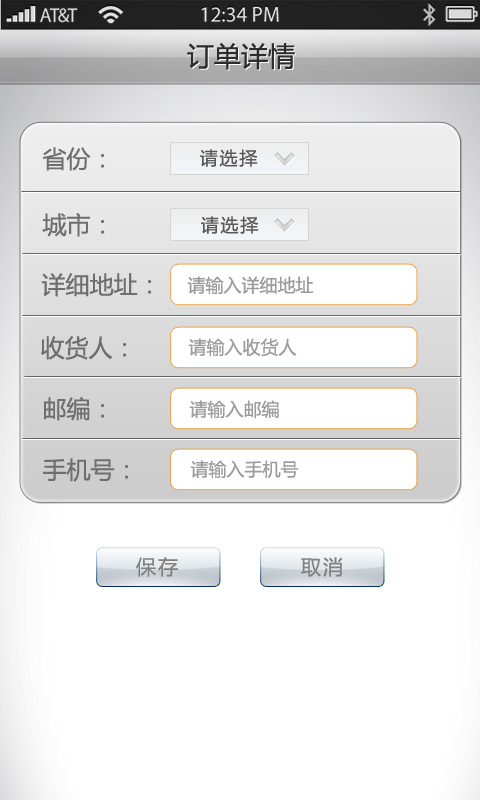 AT&T 12:34 PM
订单详情
省份： 请选择
城市： 请选择
详细地址： 请输入详细地址
收货人： 请输入收货人
邮编： 请输入邮编
手机号： 请输入手机号
保存 取消